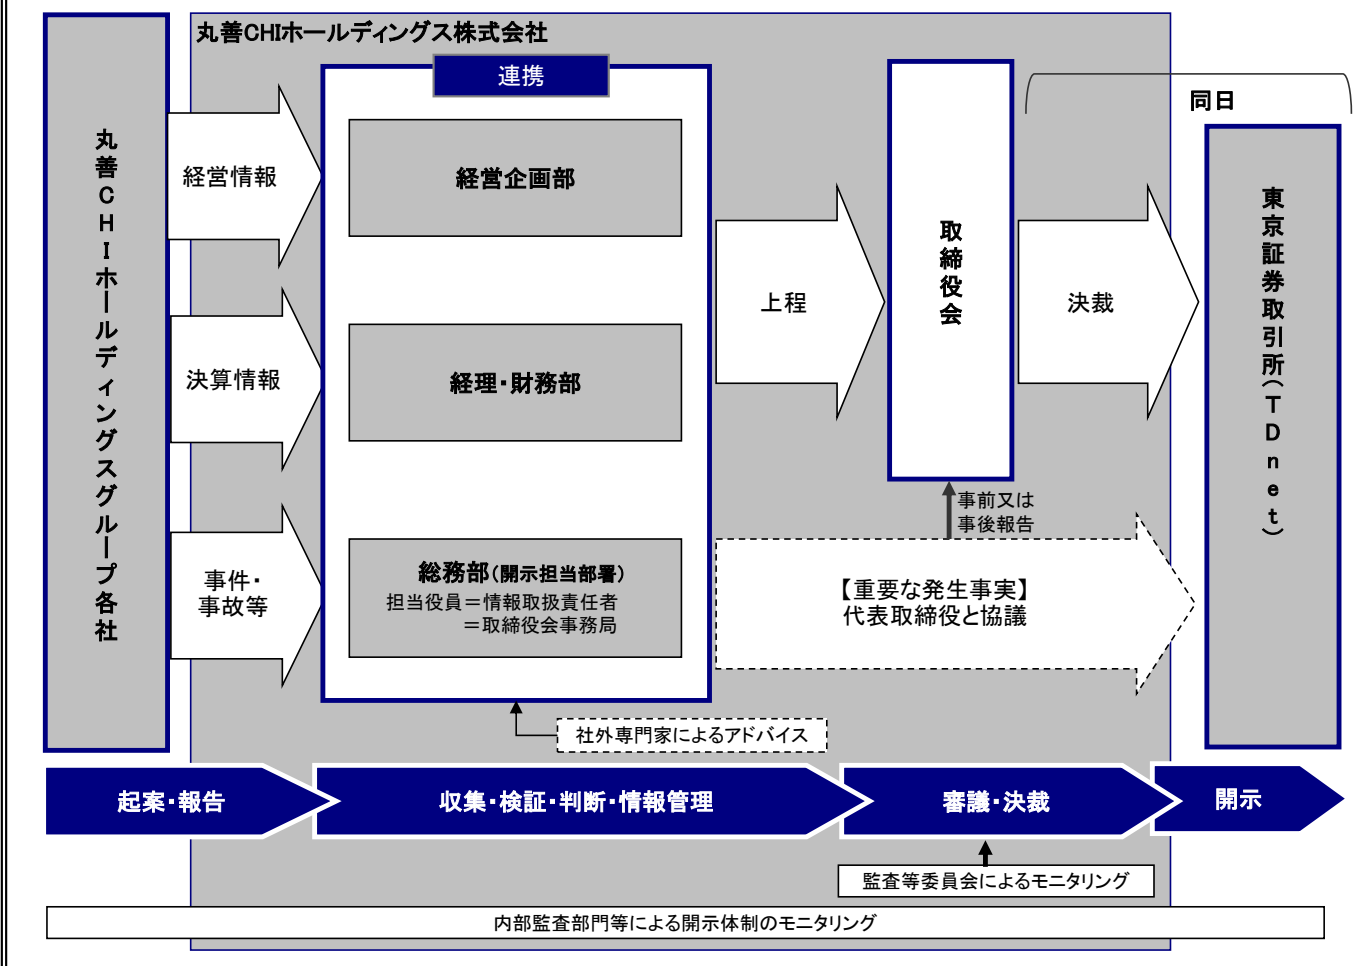 丸善CHIホールディングス株式会社
連携
同日
丸善CHIホールディングスグループ各社
経営情報
経営企画部
決算情報
経理・財務部
事件・
事故等
総務部(開示担当部署)
担当役員＝情報取扱責任者
＝取締役会事務局
上程
取締役会
決裁
東京証券取引所(TDnet)
事前又は
事後報告
【重要な発生事実】
代表取締役と協議
社外専門家によるアドバイス
起案・報告
収集・検証・判断・情報管理
審議・決裁
開示
監査等委員会によるモニタリング
内部監査部門等による開示体制のモニタリング